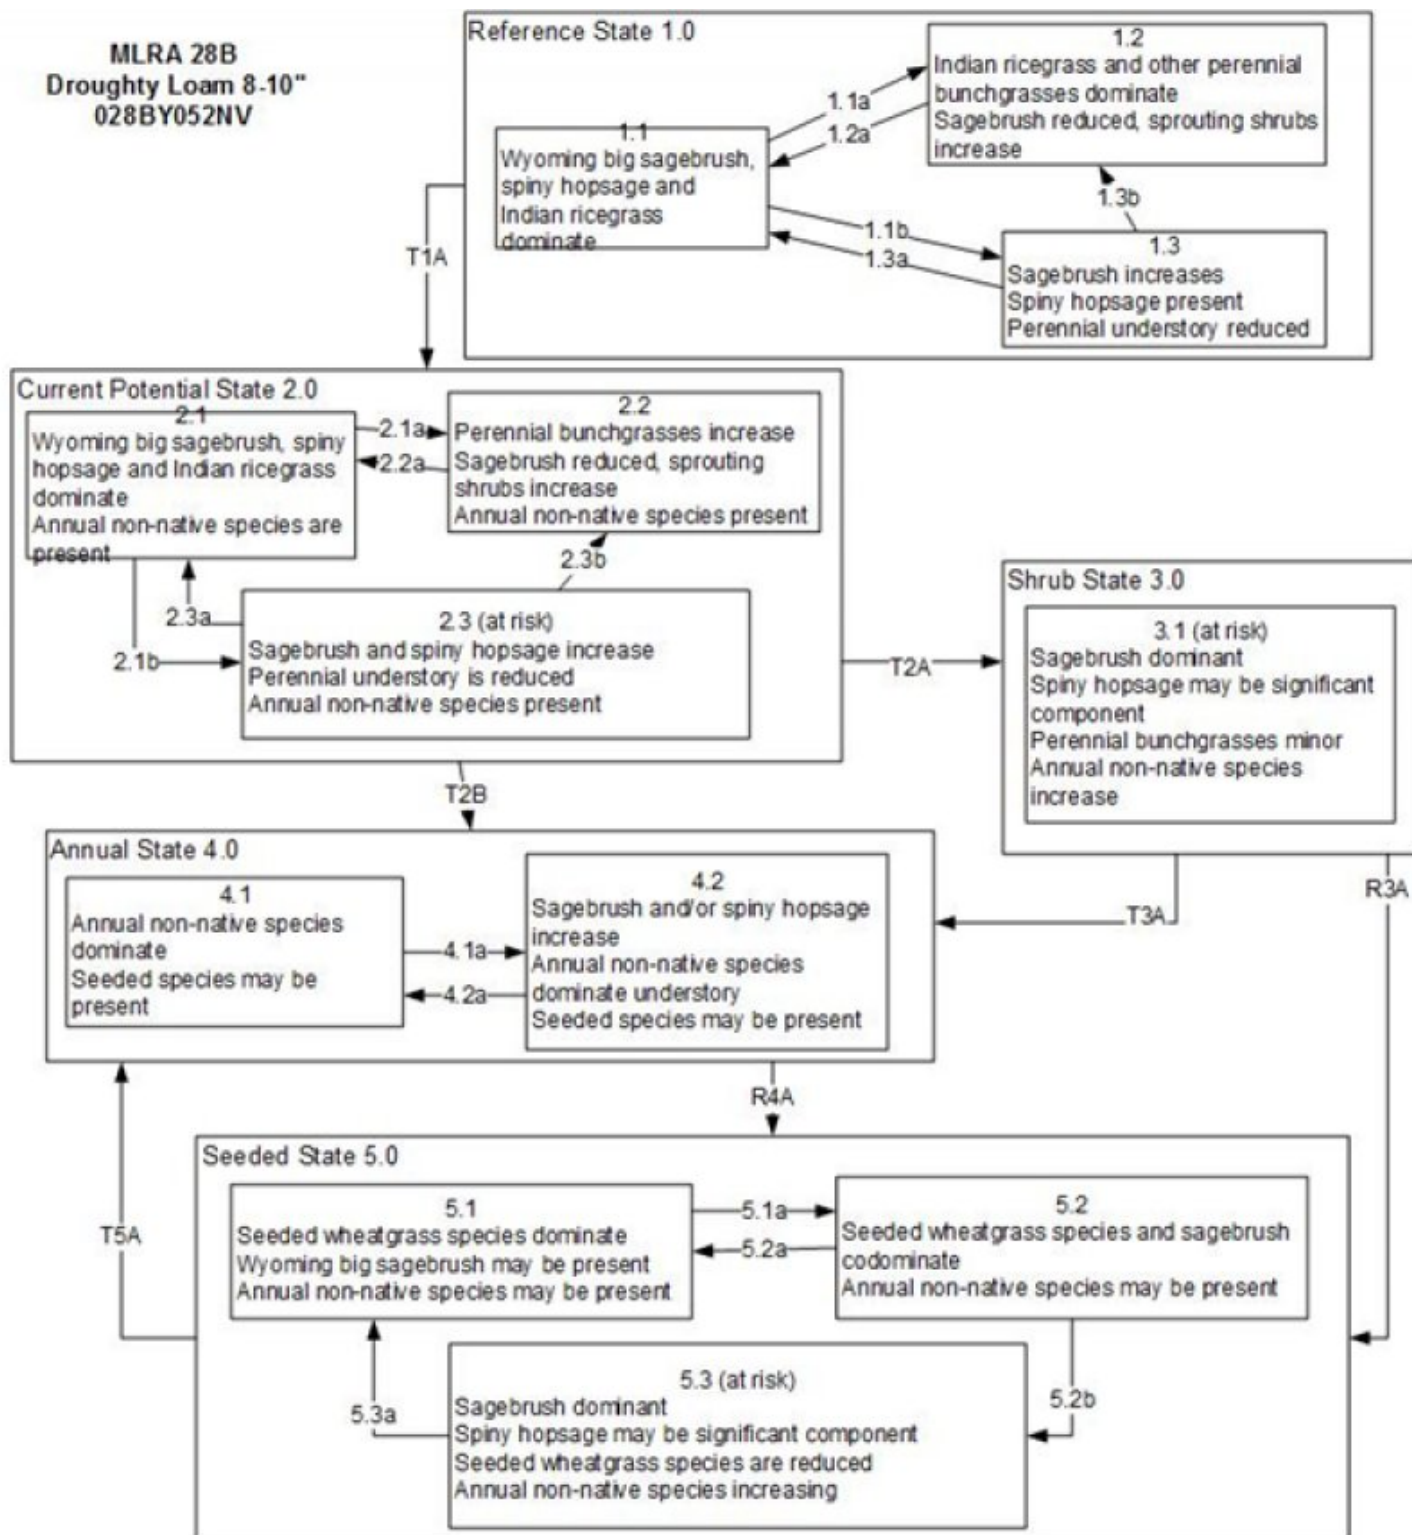 MLRA 28B
Droughty Loam 8-10"
028BY052NV
Reference State 1.0
1.1
Wyoming big sagebrush,
spiny hopsage and
Indian ricegrass
dominate
1.1a
1.2a
1.2
Indian ricegrass and other perennial
bunchgrasses dominate
Sagebrush reduced, sprouting shrubs
increase
1.3b
1.1b
1.3a
1.3
Sagebrush increases
Spiny hopsage present
Perennial understory reduced
T1A
Current Potential State 2.0
2.1
Wyoming big sagebrush, spiny
hopsage and Indian ricegrass
dominate
Annual non-native species are
present
2.1a
2.2a
2.2
Perennial bunchgrasses increase
Sagebrush reduced, sprouting
shrubs increase
Annual non-native species present
2.3b
2.3a
2.1b
2.3 (at risk)
Sagebrush and spiny hopsage increase
Perennial understory is reduced
Annual non-native species present
T2A
Shrub State 3.0
3.1 (at risk)
Sagebrush dominant
Spiny hopsage may be significant
component
Perennial bunchgrasses minor
Annual non-native species
increase
T2B
Annual State 4.0
4.1
Annual non-native species
dominate
Seeded species may be
present
4.1a
4.2a
4.2
Sagebrush and/or spiny hopsage
increase
Annual non-native species
dominate understory
Seeded species may be present
T3A
R3A
R4A
T5A
Seeded State 5.0
5.1
Seeded wheatgrass species dominate
Wyoming big sagebrush may be present
Annual non-native species may be present
5.1a
5.2a
5.2
Seeded wheatgrass species and sagebrush
codominate
Annual non-native species may be present
5.3a
5.2b
5.3 (at risk)
Sagebrush dominant
Spiny hopsage may be significant component
Seeded wheatgrass species are reduced
Annual non-native species increasing